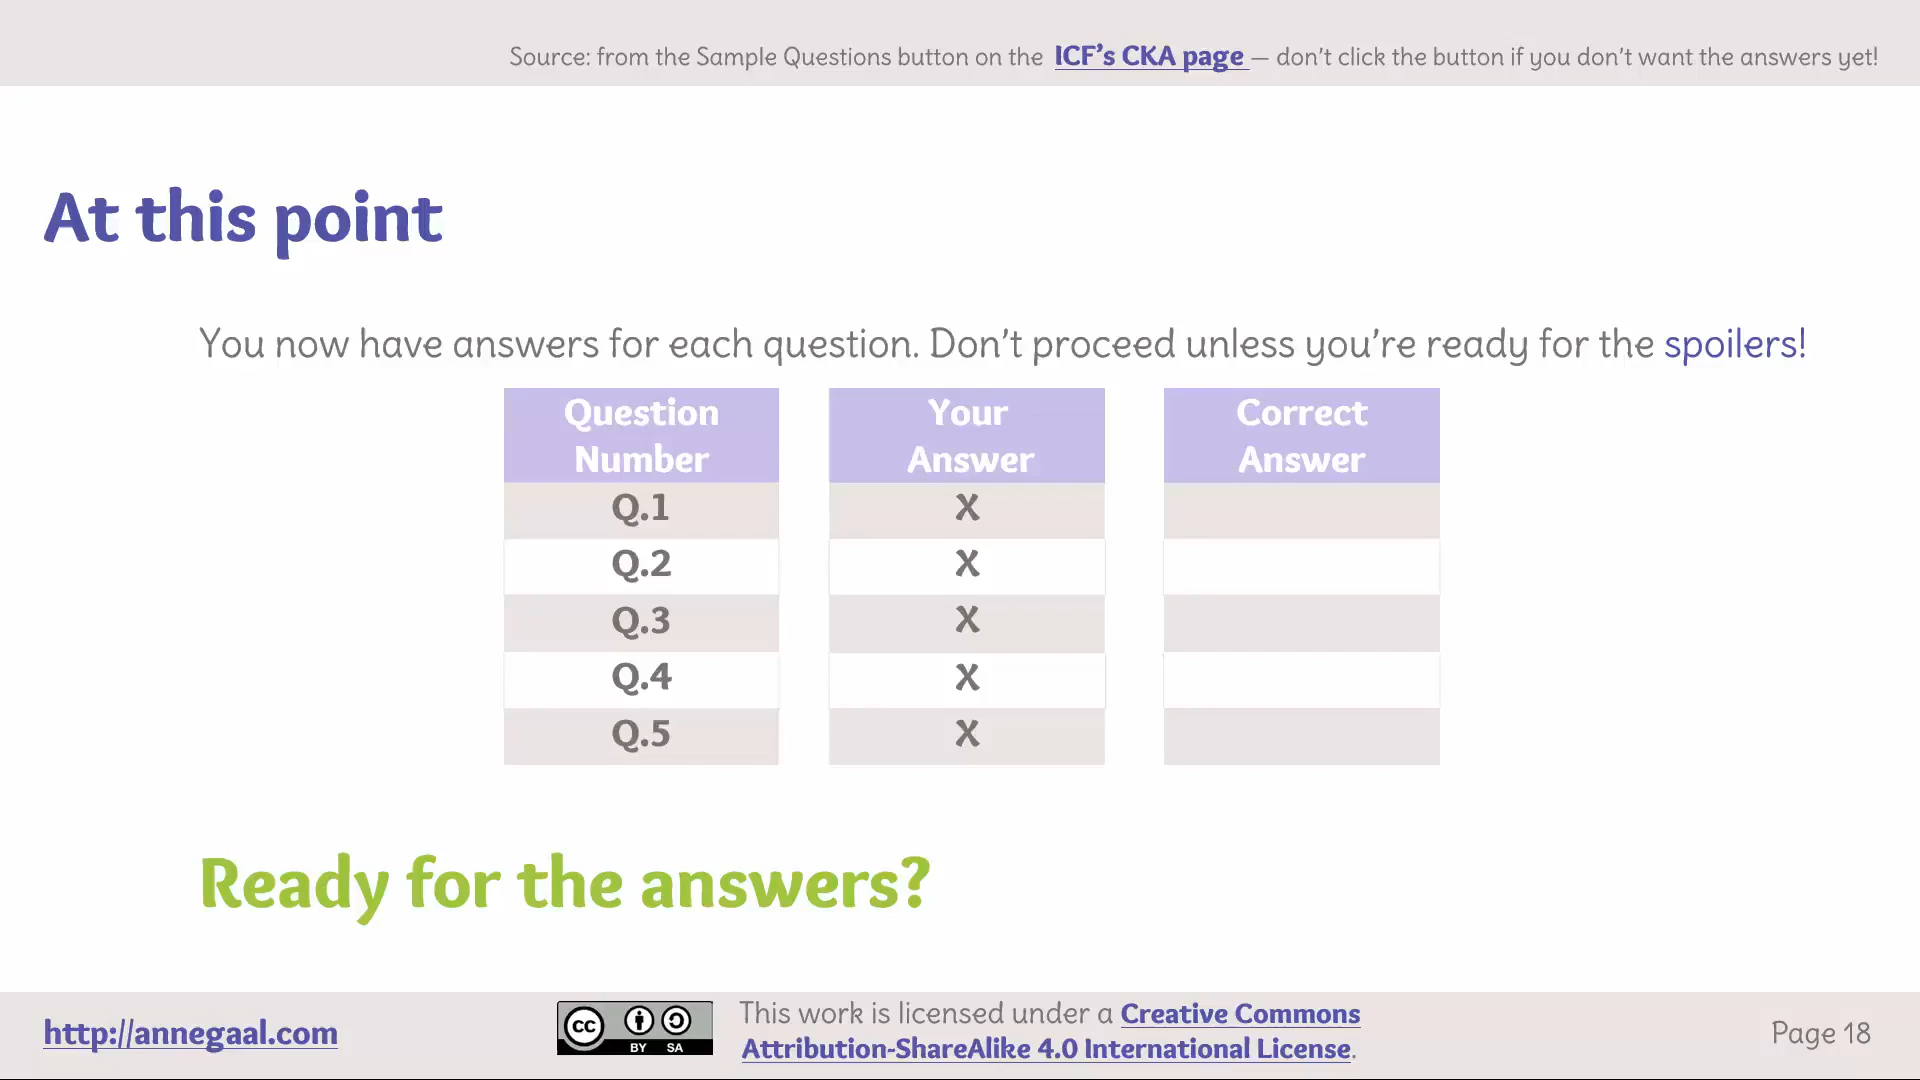 Source: from the Sample Questions button on the ICF's CKA page — don't click the button if you don't want the answers yet!
At this point
You now have answers for each question. Don't proceed unless you're ready for the spoilers!
Question Number
Your Answer
Correct Answer
Q.1 X
Q.2 X
Q.3 X
Q.4 X
Q.5 X
Ready for the answers?
http://annegaal.com
CC BY SA
This work is licensed under a Creative Commons
Attribution-ShareAlike 4.0 International License.
Page 18